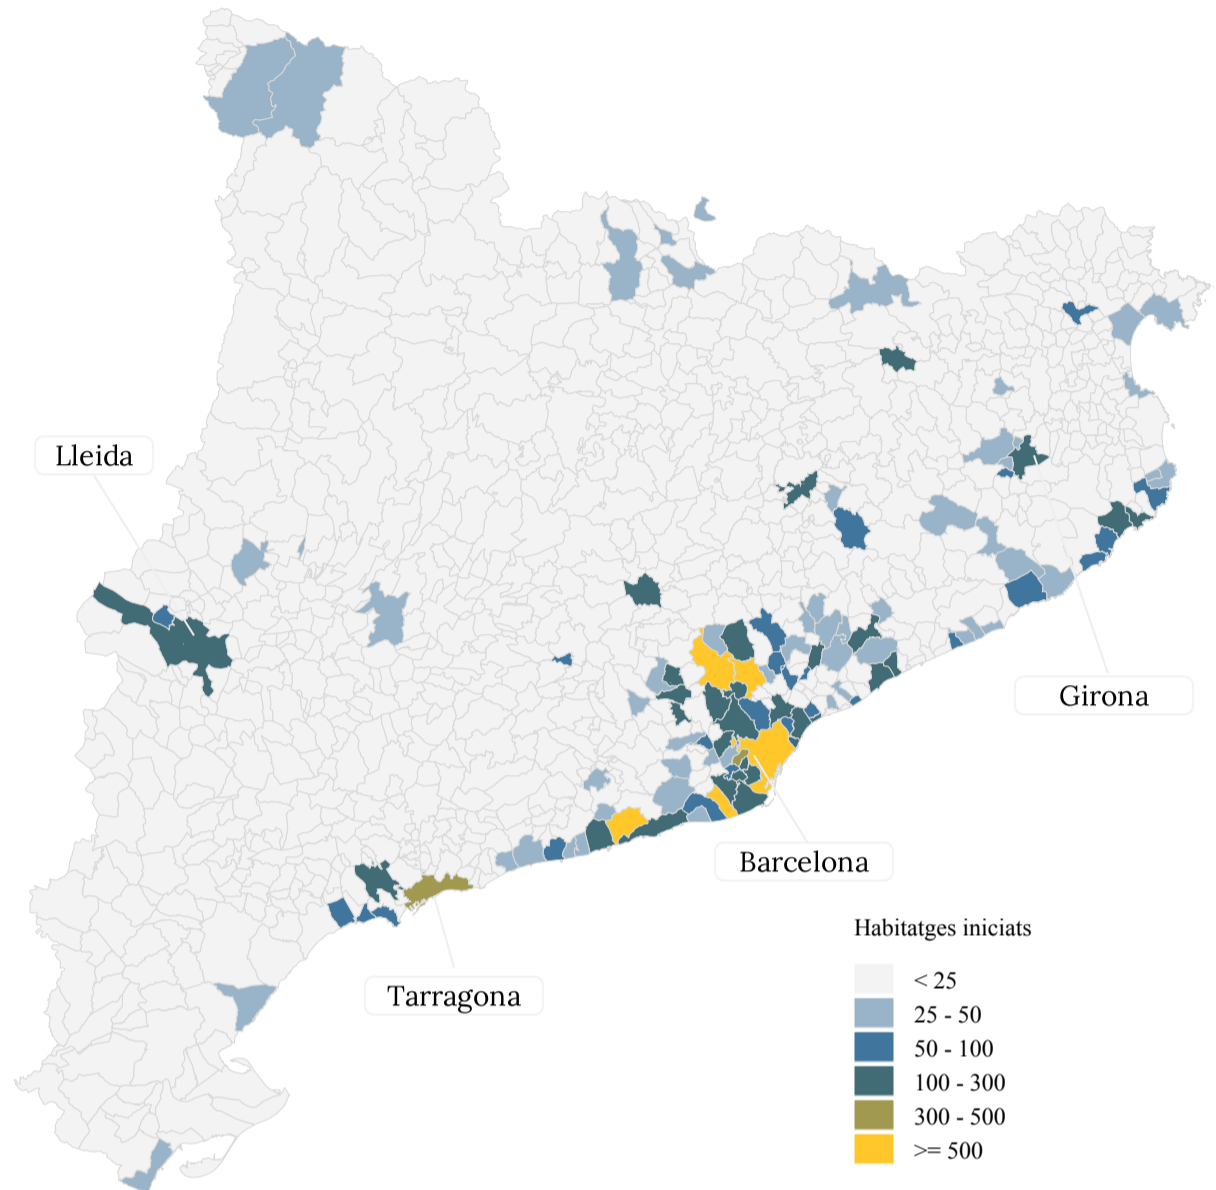 Lleida
Girona
Barcelona
Tarragona
Habitatges iniciats
< 25
25 - 50
50 - 100
100 - 300
300 - 500
>= 500